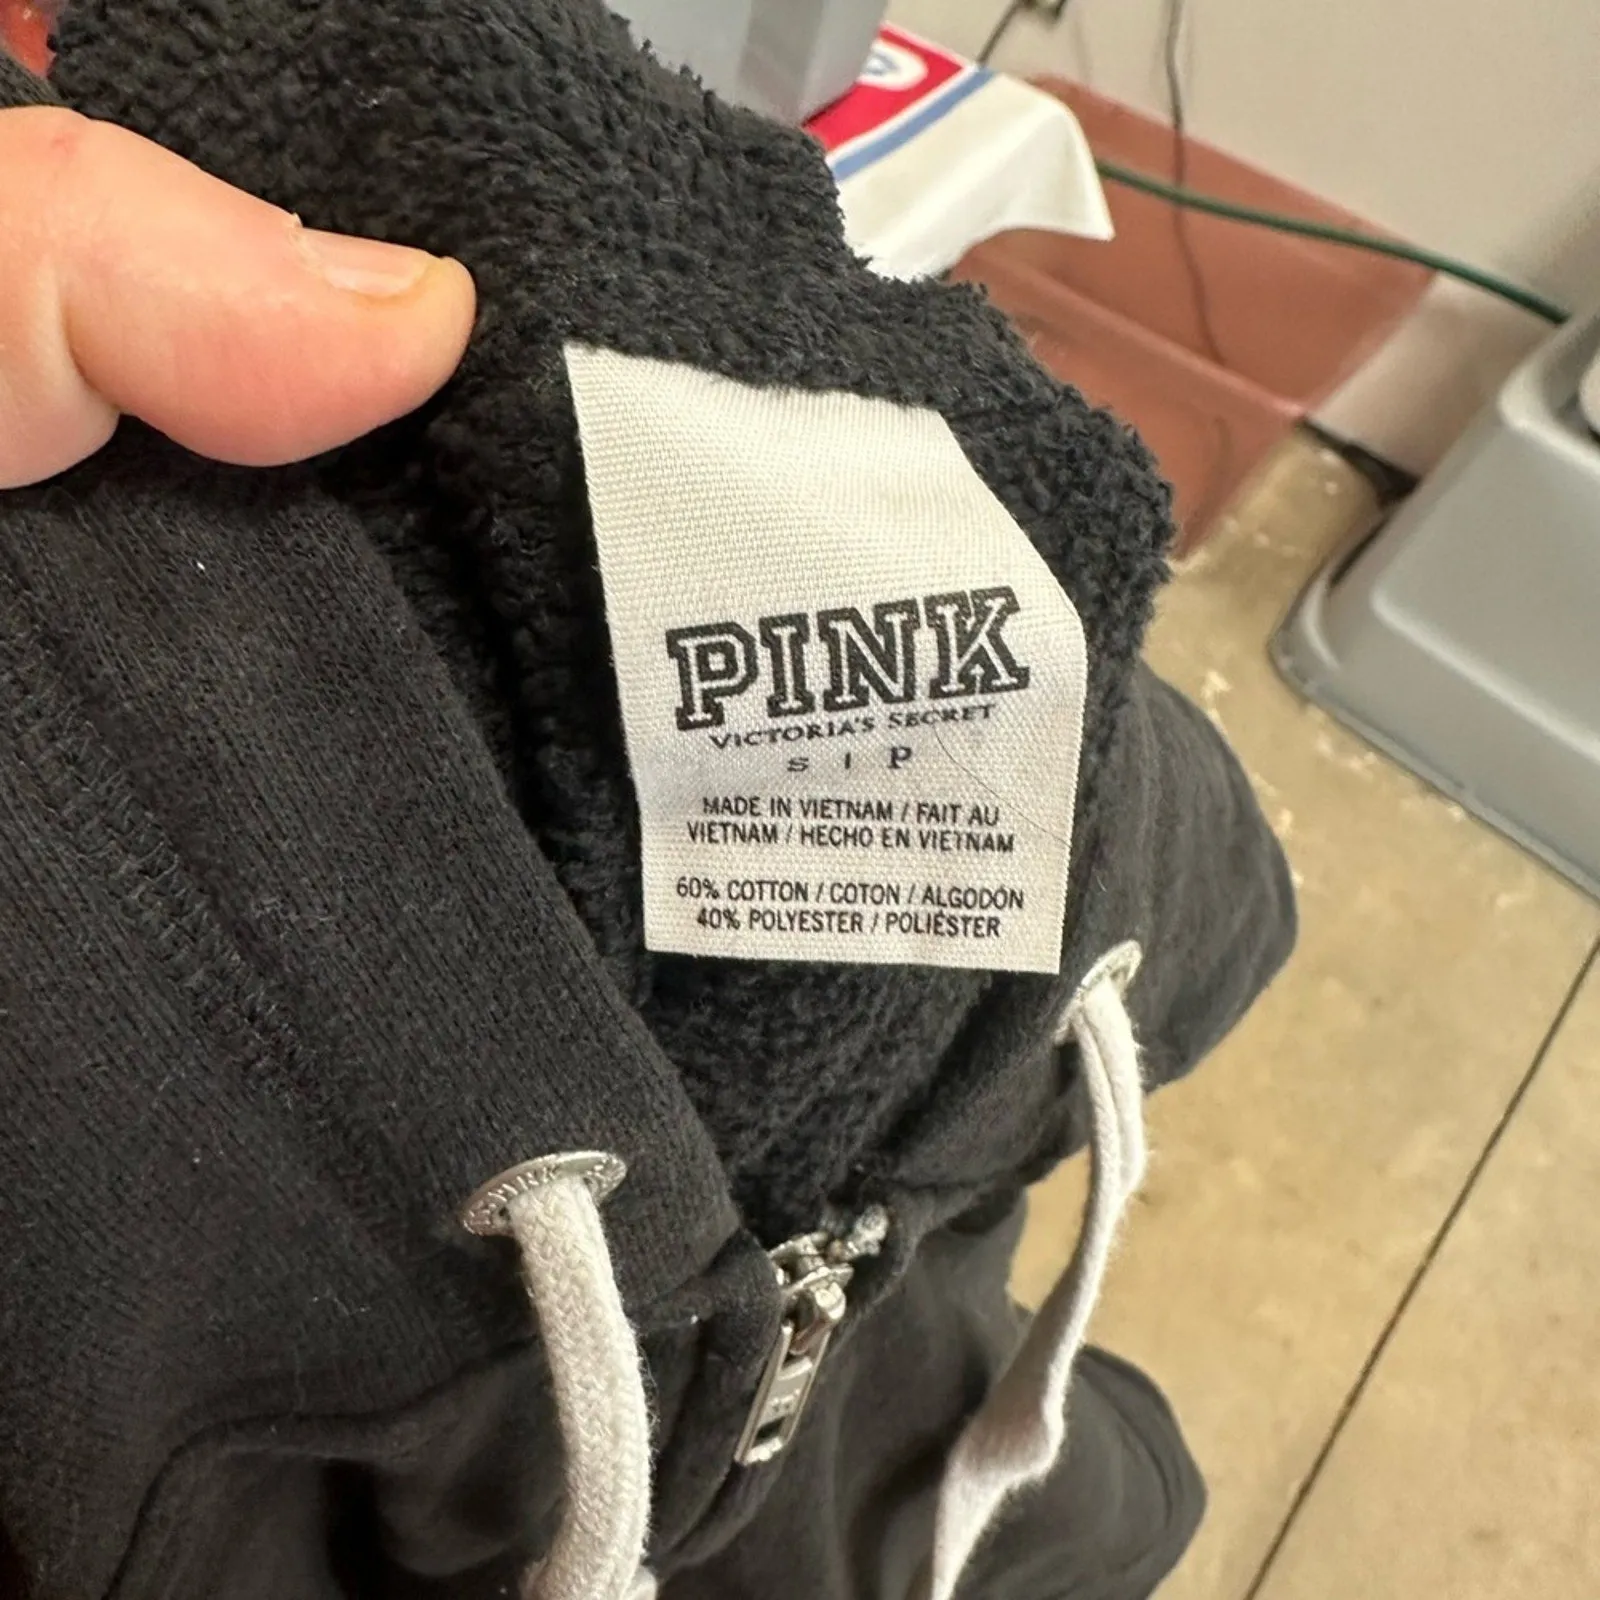 PINK
VICTORIA'S SECRET
S | P
MADE IN VIETNAM / FAIT AU
VIETNAM / HECHO EN VIETNAM
60% COTTON / COTON / ALGODÓN
40% POLYESTER / POLIÉSTER
PINK